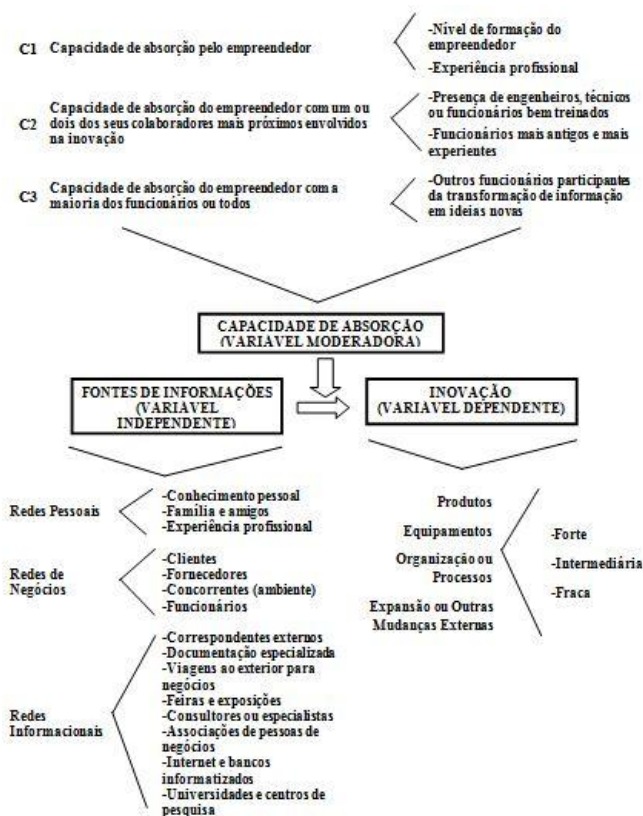 C1 Capacidade de absorção pelo empreendedor
-Nível de formação do
empreendedor
-Experiência profissional
C2 Capacidade de absorção do empreendedor com um ou
dois dos seus colaboradores mais próximos envolvidos
na inovação
-Presença de engenheiros, técnicos
ou funcionários bem treinados
-Funcionários mais antigos e mais
experientes
C3 Capacidade de absorção do empreendedor com a
maioria dos funcionários ou todos
-Outros funcionários participantes
da transformação de informação
em ideias novas
CAPACIDADE DE ABSORÇÃO
(VARIÁVEL MODERADORA)
FONTES DE INFORMAÇÕES
(VARIÁVEL
INDEPENDENTE)
INOVAÇÃO
(VARIÁVEL DEPENDENTE)
Redes Pessoais
-Conhecimento pessoal
-Família e amigos
-Experiência profissional
Redes de
Negócios
-Clientes
-Fornecedores
-Concorrentes (ambiente)
-Funcionários
Redes
Informacionais
-Correspondentes externos
-Documentação especializada
-Viagens ao exterior para
negócios
-Feiras e exposições
-Consultores ou especialistas
-Associações de pessoas de
negócios
-Internet e bancos
informatizados
-Universidades e centros de
pesquisa
Produtos
Equipamentos
Organização ou
Processos
Expansão ou Outras
Mudanças Externas
-Forte
-Intermediária
-Fraca